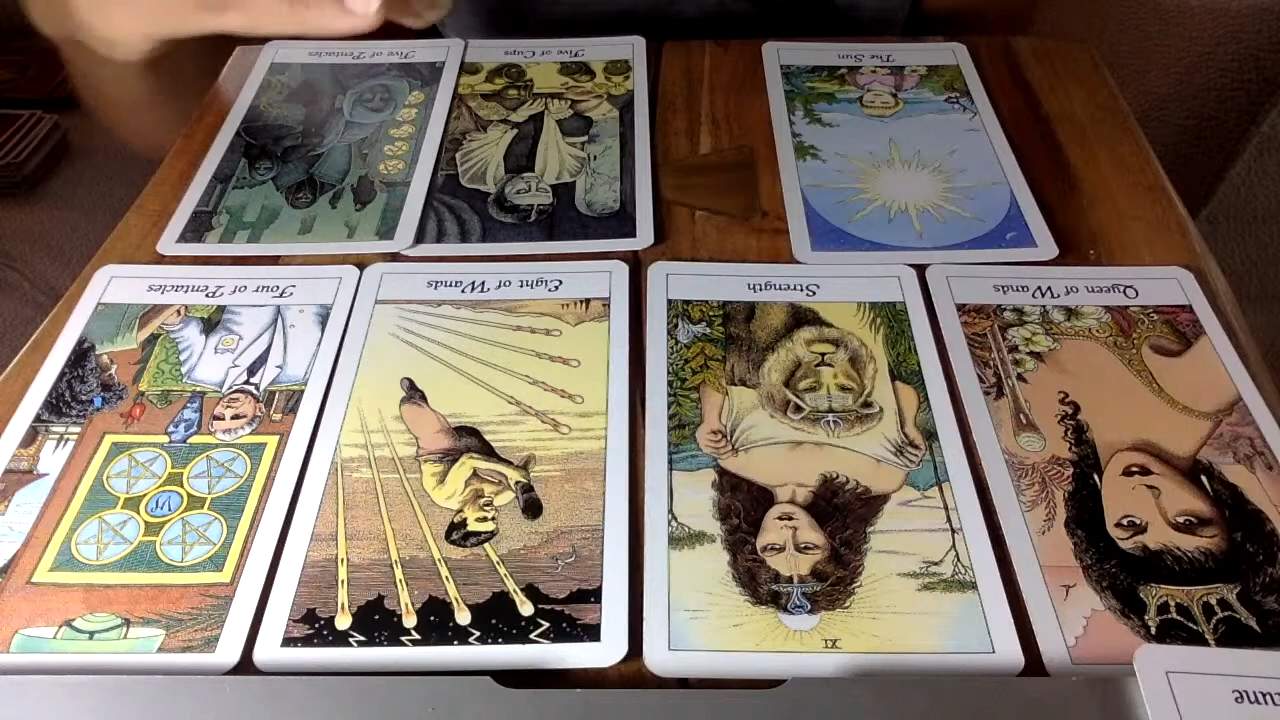 Five of Pentacles
Five of Cups
The Sun
Four of Pentacles
Eight of Wands
Strength
Queen of Wands
XI
tune